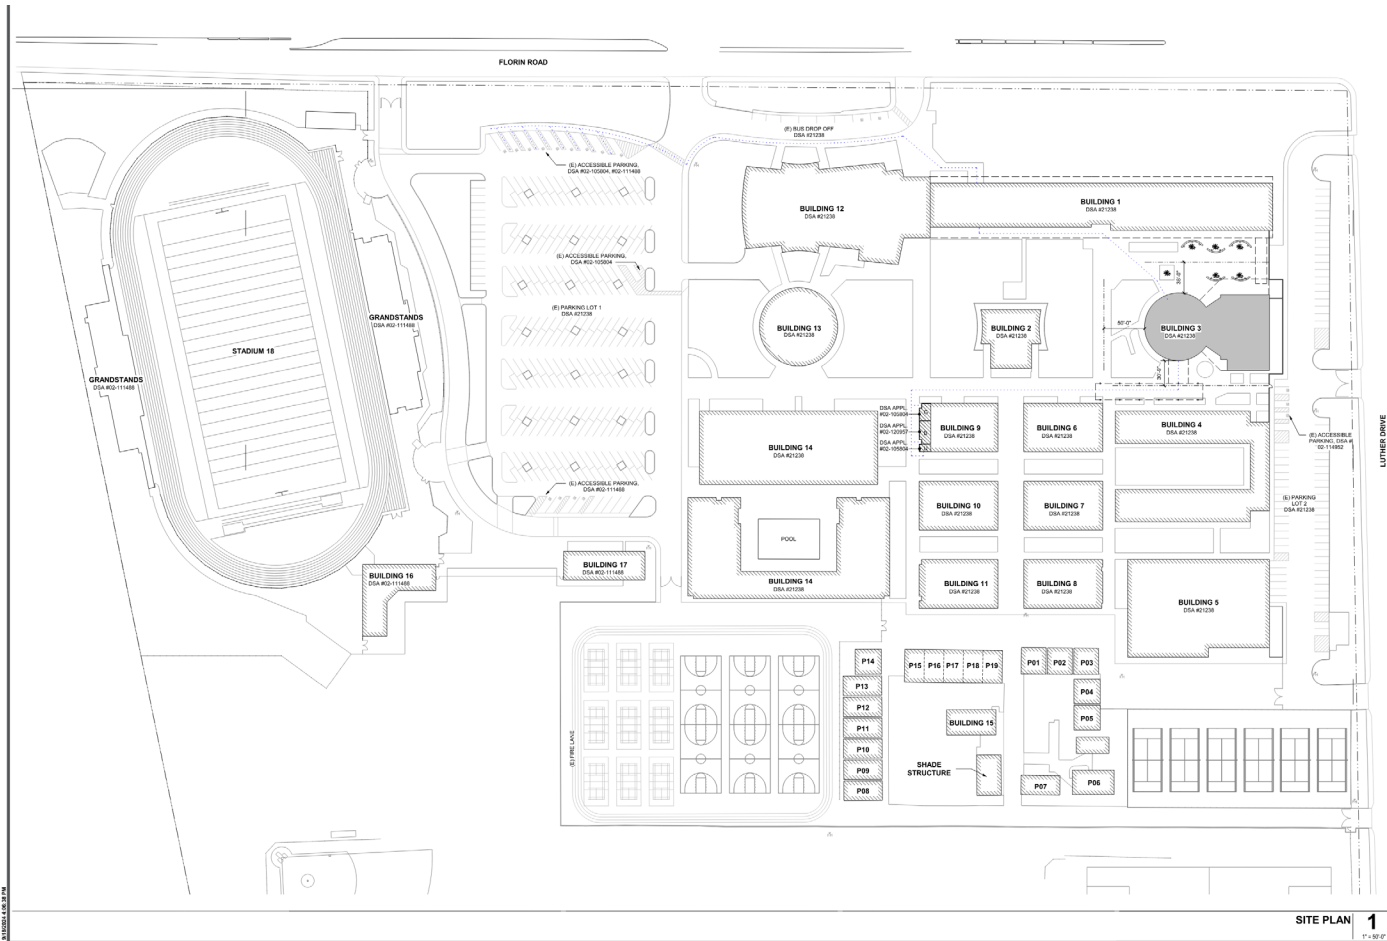 FLORIN ROAD
(E) BUS DROP OFF
DSA #21238
(E) ACCESSIBLE PARKING,
DSA #02-105804, #02-111488
BUILDING 12
DSA #21238
BUILDING 1
DSA #21238
(E) ACCESSIBLE PARKING,
DSA #02-105804
(E) PARKING LOT 1
DSA #21238
GRANDSTANDS
DSA #02-111488
STADIUM 18
GRANDSTANDS
DSA #02-111488
BUILDING 13
DSA #21238
BUILDING 2
DSA #21238
BUILDING 3
DSA #21238
DSA APPL
#02-105804
DSA APPL
#02-120957
DSA APPL
#02-105804
BUILDING 9
DSA #21238
BUILDING 6
DSA #21238
BUILDING 4
DSA #21238
(E) ACCESSIBLE
PARKING, DSA #
02-114952
LUTHER DRIVE
BUILDING 14
DSA #21238
(E) ACCESSIBLE PARKING,
DSA #02-111488
BUILDING 10
DSA #21238
BUILDING 7
DSA #21238
(E) PARKING
LOT 2
DSA #21238
POOL
BUILDING 17
DSA #02-111488
BUILDING 16
DSA #02-111488
BUILDING 14
DSA #21238
BUILDING 11
DSA #21238
BUILDING 8
DSA #21238
BUILDING 5
DSA #21238
P14
P15 P16 P17 P18 P19
P01 P02 P03
P13
P04
P12
P11
P05
BUILDING 15
(E) FIRE LANE
P10
P09
SHADE
STRUCTURE
P08
P07
P06
SITE PLAN 1
1" = 50'-0"